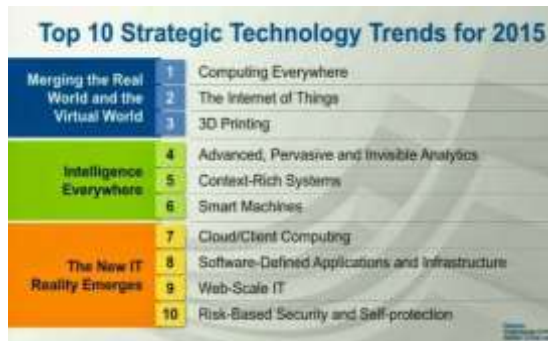 Top 10 Strategic Technology Trends for 2015
Merging the Real
World and the
Virtual World
1 Computing Everywhere
2 The Internet of Things
3 3D Printing
Intelligence
Everywhere
4 Advanced, Pervasive and Invisible Analytics
5 Context-Rich Systems
6 Smart Machines
The New IT
Reality Emerges
7 Cloud/Client Computing
8 Software-Defined Applications and Infrastructure
9 Web-Scale IT
10 Risk-Based Security and Self-protection